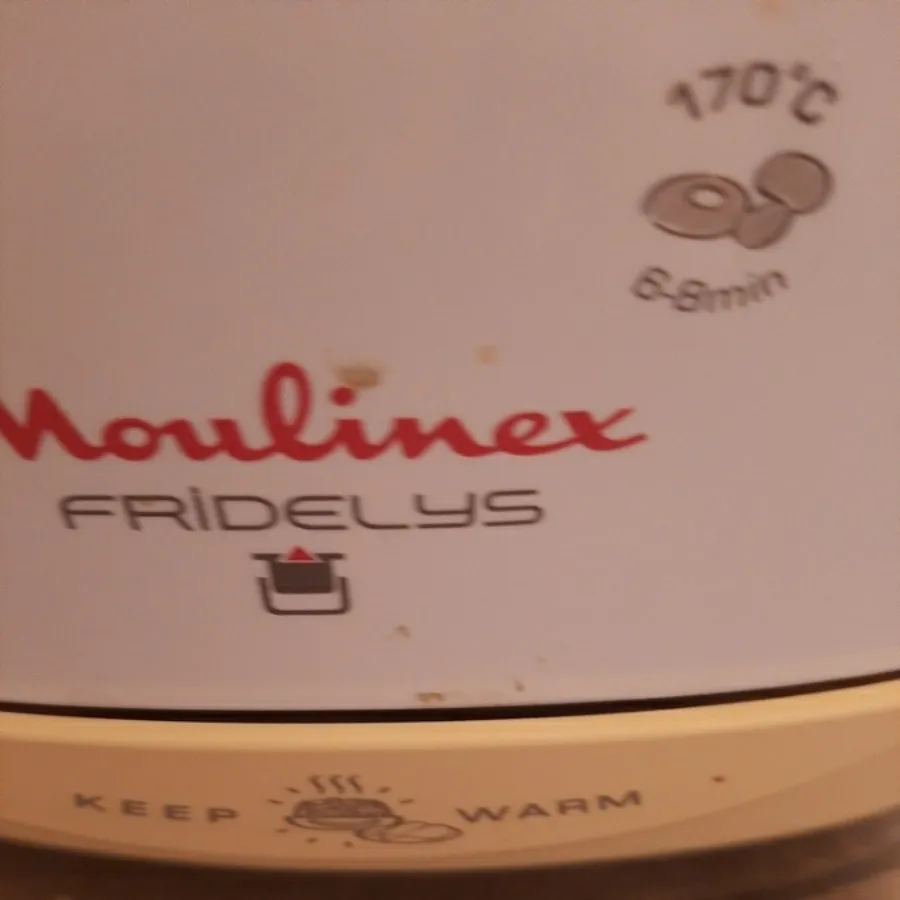 170°C
6-8min
Moulinex
FRIDELYS
KEEP WARM